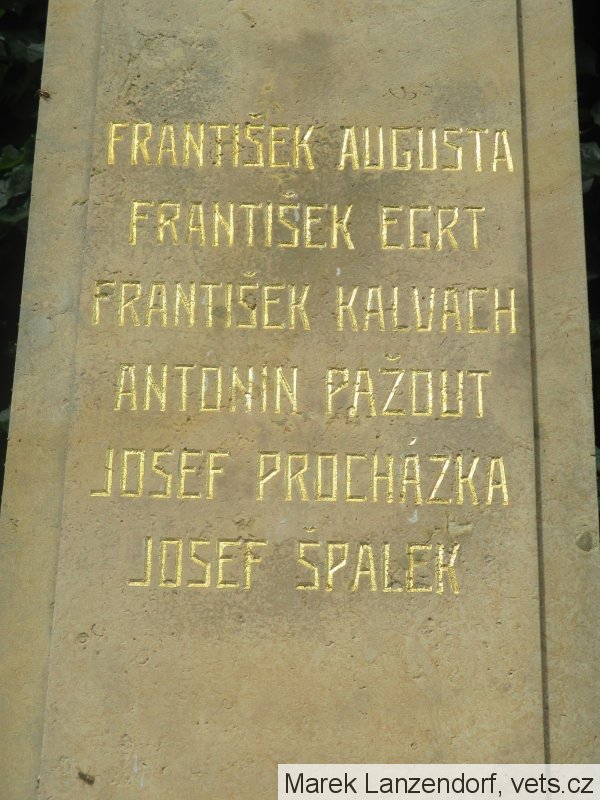 FRANTIŠEK AUGUSTA
FRANTIŠEK EGRT
FRANTIŠEK KALVACH
ANTONÍN PAŽOUT
JOSEF PROCHÁZKA
JOSEF ŠPALEK
Marek Lanzendorf, vets.cz